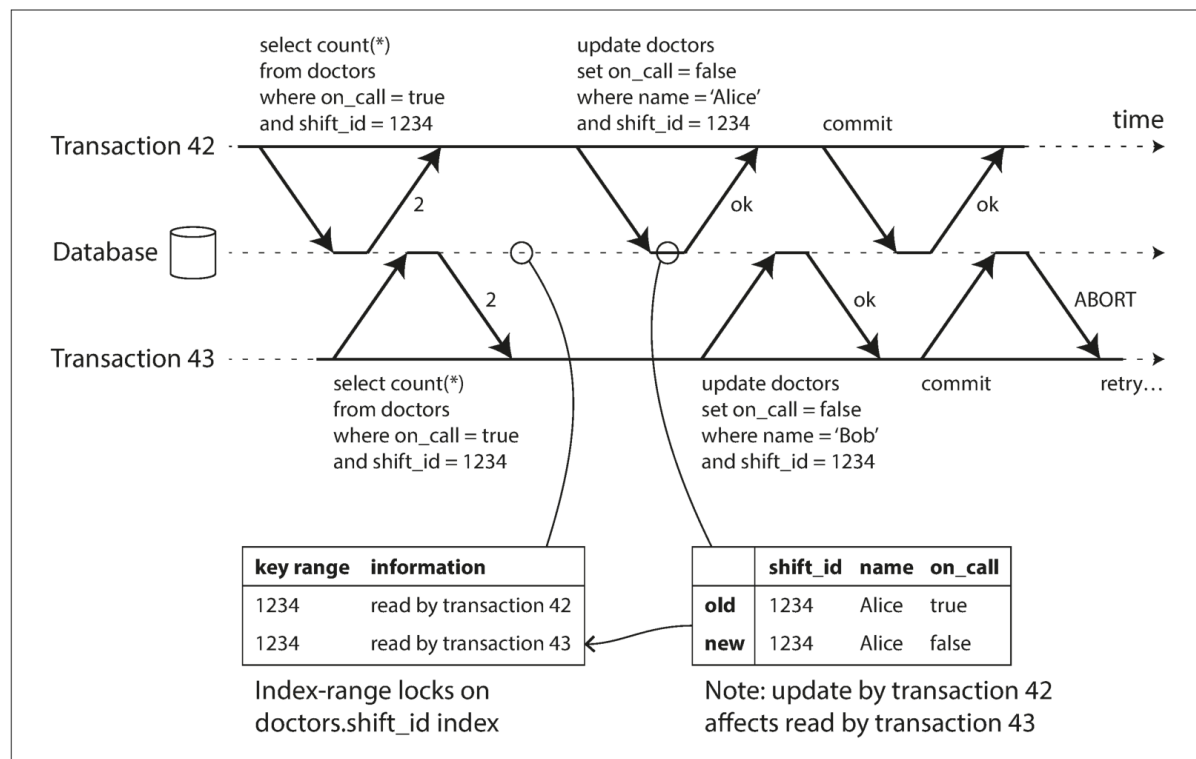 select count(*)
from doctors
where on_call = true
and shift_id = 1234
update doctors
set on_call = false
where name = ‘Alice’
and shift_id = 1234
commit
time
Transaction 42
2
ok
ok
Database
2
ok
ABORT
Transaction 43
select count(*)
from doctors
where on_call = true
and shift_id = 1234
update doctors
set on_call = false
where name = ‘Bob’
and shift_id = 1234
commit
retry…
key range information
1234 read by transaction 42
1234 read by transaction 43
Index-range locks on
doctors.shift_id index
shift_id name on_call
old 1234 Alice true
new 1234 Alice false
Note: update by transaction 42
affects read by transaction 43